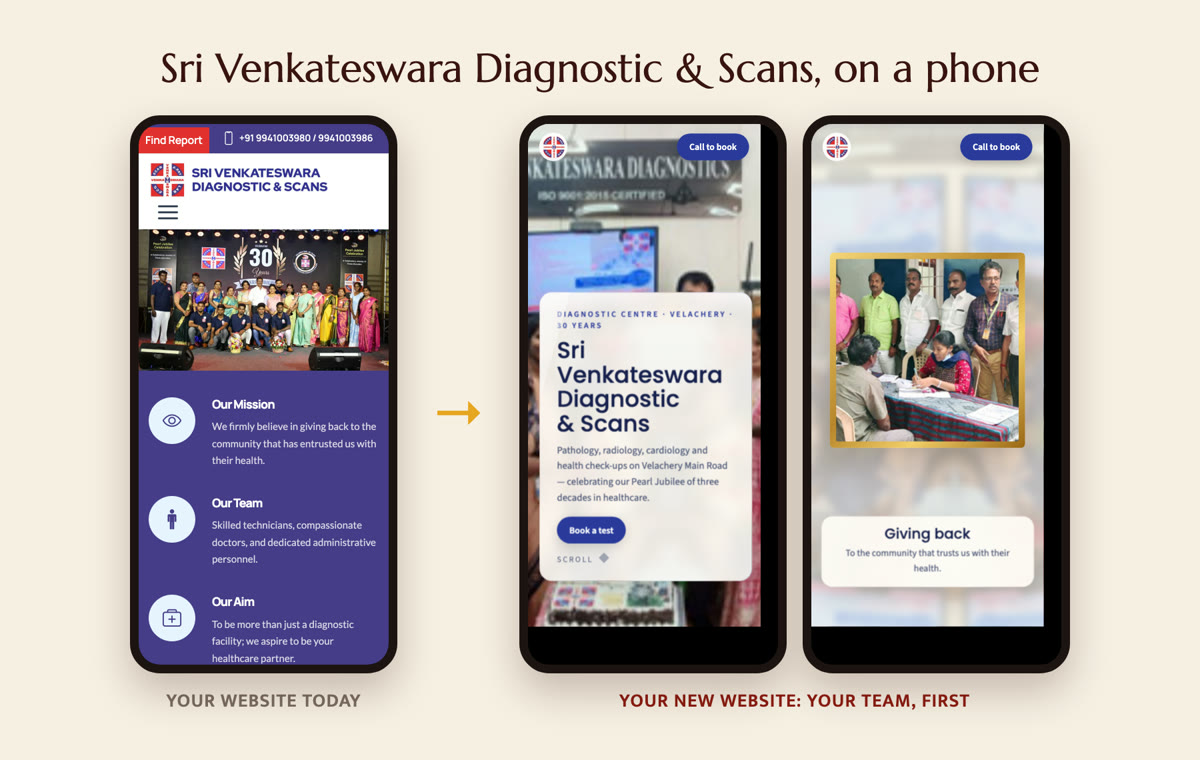 Sri Venkateswara Diagnostic & Scans, on a phone
Find Report
+91 9941003980 / 9941003986
SRI VENKATESWARA
DIAGNOSTIC & SCANS
30
Years
Our Mission
We firmly believe in giving back to the
community that has entrusted us with
their health.
Our Team
Skilled technicians, compassionate
doctors, and dedicated administrative
personnel.
Our Aim
To be more than just a diagnostic
facility; we aspire to be your
healthcare partner.
YOUR WEBSITE TODAY
Call to book
KATESWARA DIAGNOSTICS
ISO 9001:2015 CERTIFIED
DIAGNOSTIC CENTRE · VELACHERY ·
30 YEARS
Sri
Venkateswara
Diagnostic
& Scans
Pathology, radiology, cardiology and
health check-ups on Velachery Main Road
— celebrating our Pearl Jubilee of three
decades in healthcare.
Book a test
SCROLL
Call to book
Giving back
To the community that trusts us with their
health.
YOUR NEW WEBSITE: YOUR TEAM, FIRST